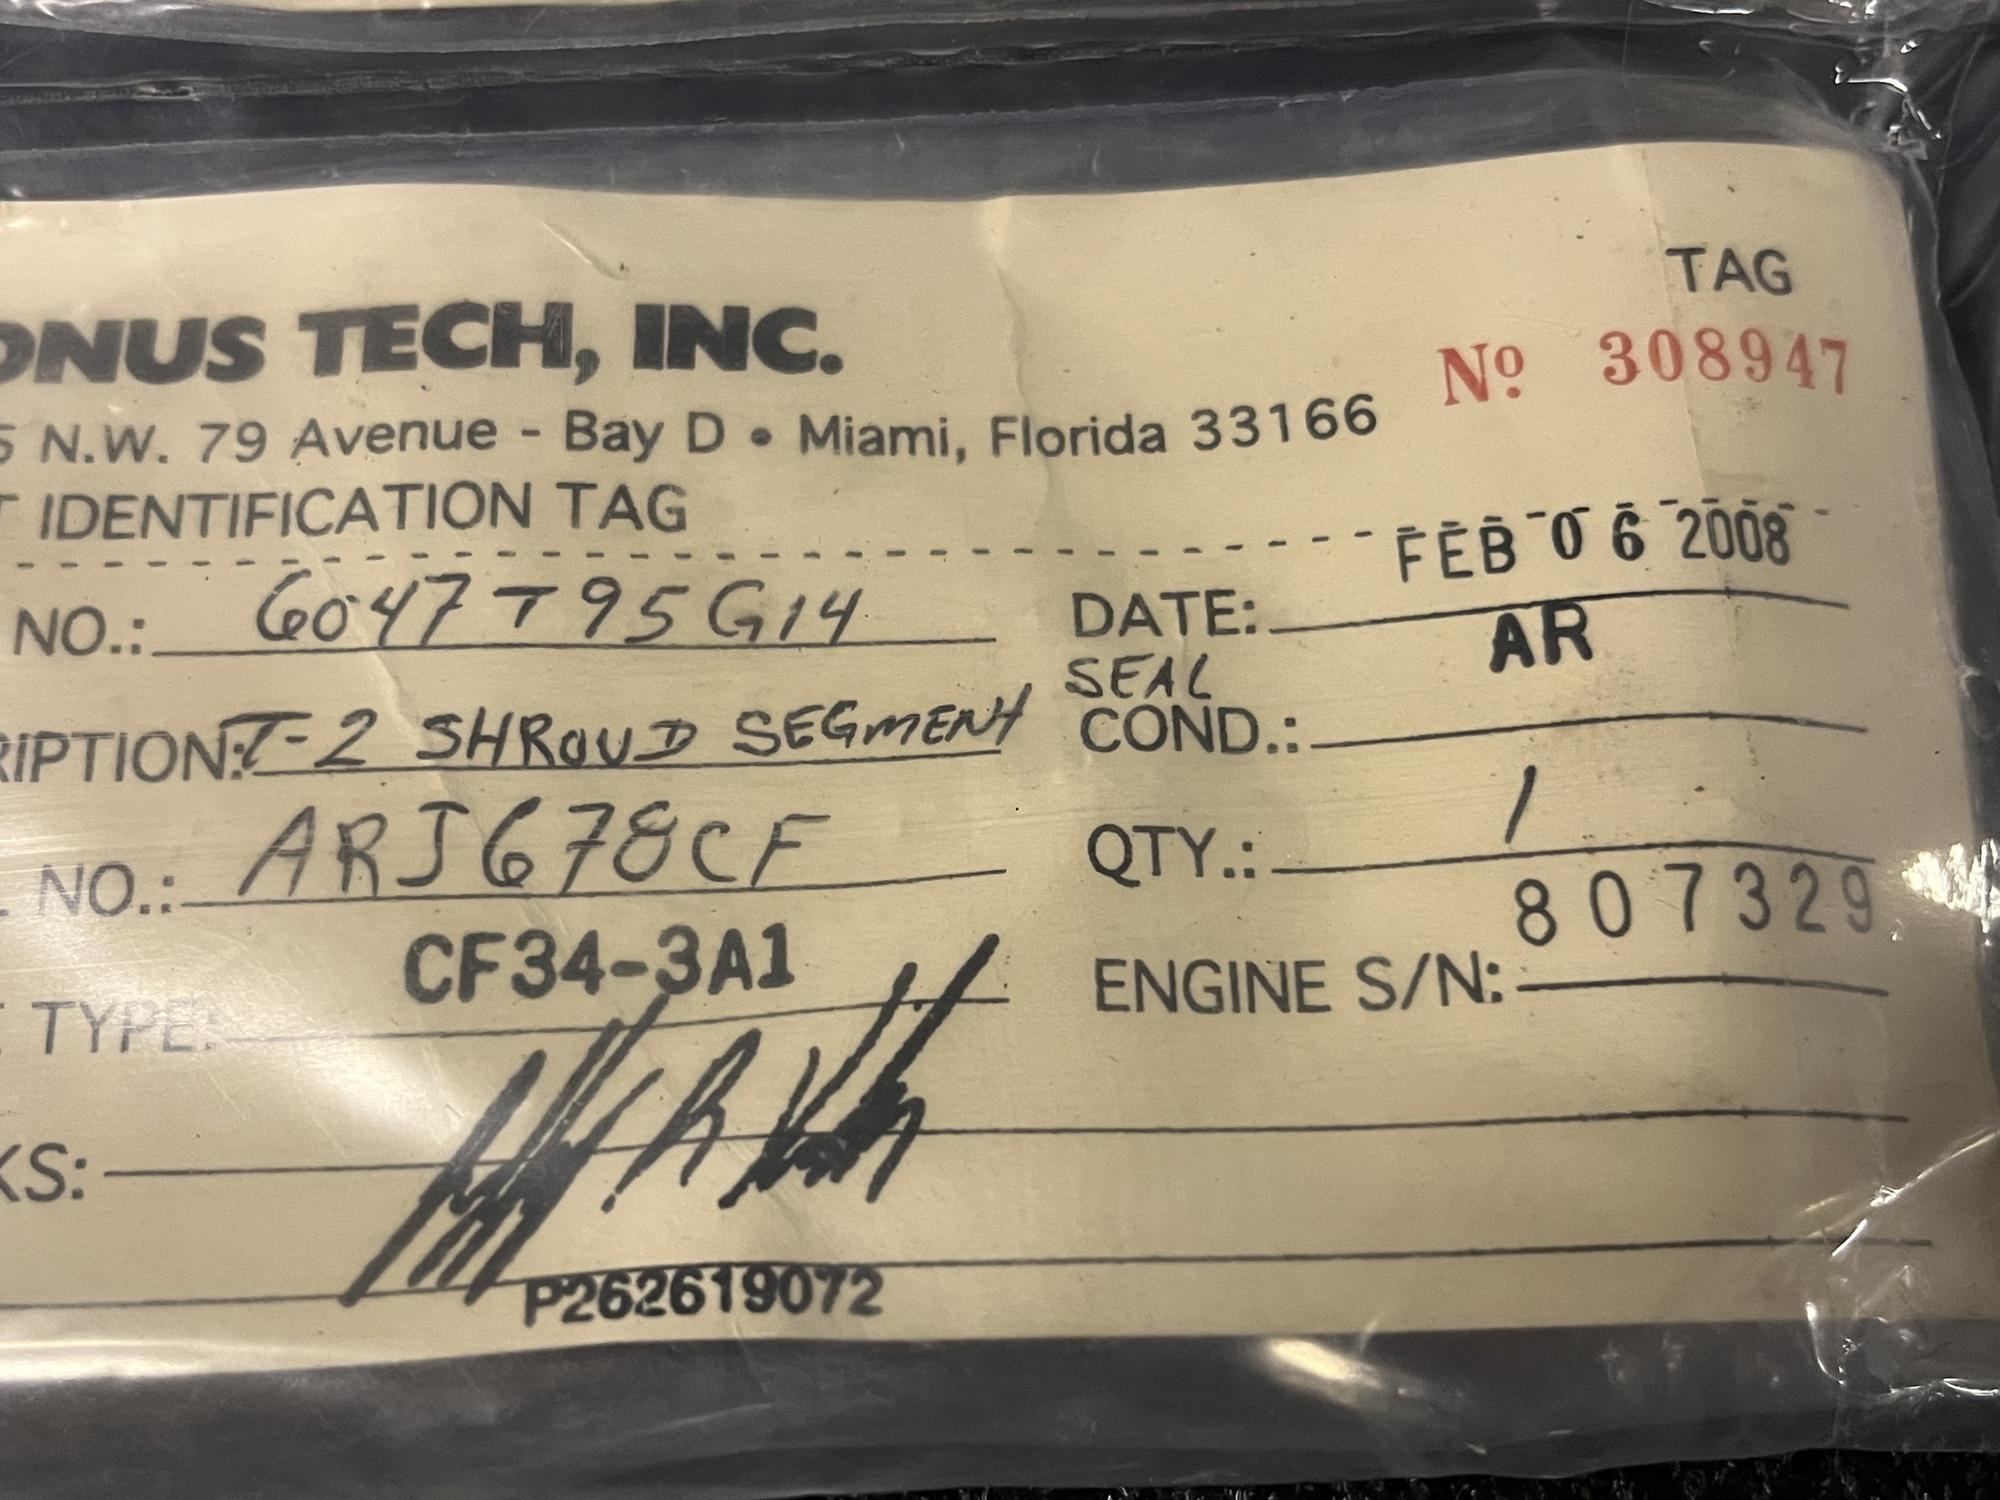 TAG
ONUS TECH, INC.
Nº 308947
5 N.W. 79 Avenue - Bay D • Miami, Florida 33166
T IDENTIFICATION TAG
NO.: 6047T95G14
DATE: FEB 06 2008
RIPTION: T-2 SHROUD SEGMENT SEAL
COND.: AR
NO.: ARJ678CF
QTY.: 1
TYPE: CF34-3A1
ENGINE S/N: 807329
KS:
P262619072